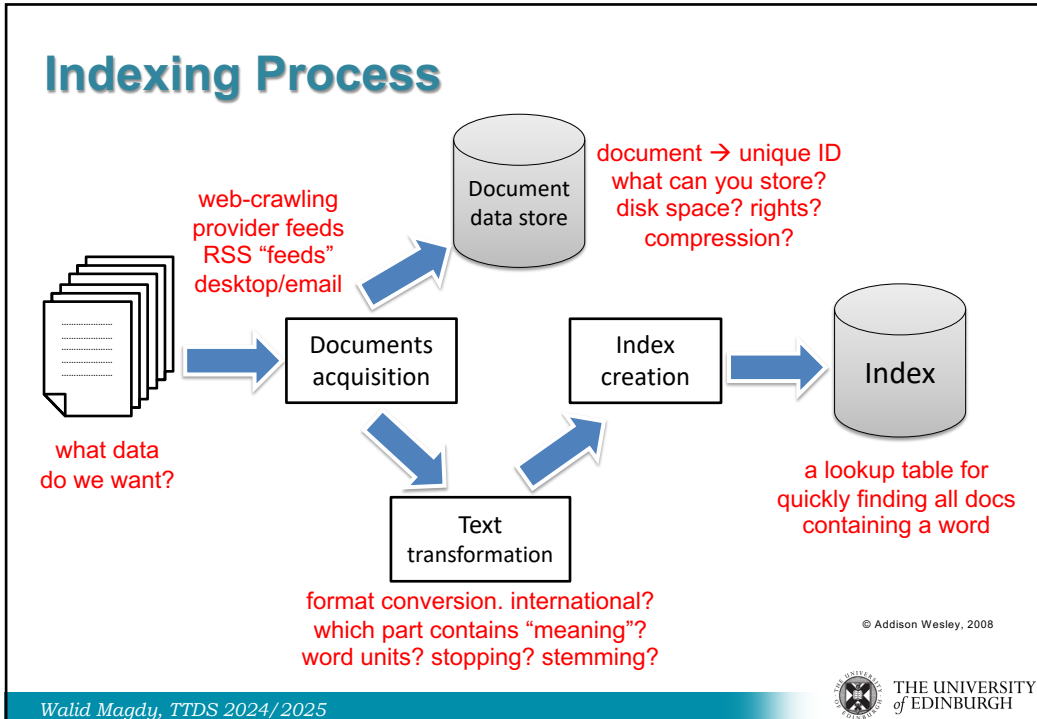 Indexing Process
web-crawling
provider feeds
RSS “feeds”
desktop/email
Document
data store
document → unique ID
what can you store?
disk space? rights?
compression?
Documents
acquisition
Index
creation
Index
what data
do we want?
a lookup table for
quickly finding all docs
containing a word
Text
transformation
format conversion. international?
which part contains “meaning”?
word units? stopping? stemming?
© Addison Wesley, 2008
Walid Magdy, TTDS 2024/2025
THE UNIVERSITY
of EDINBURGH